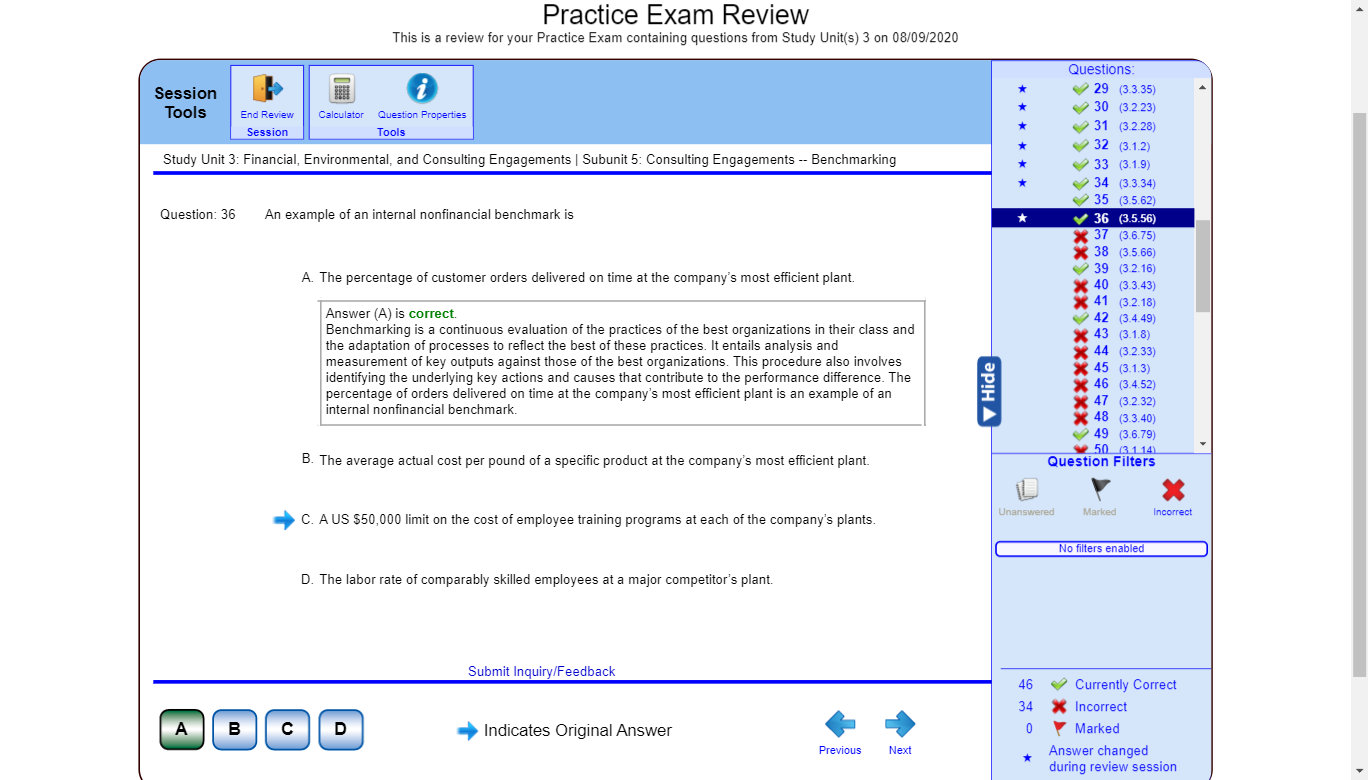 Practice Exam Review
This is a review for your Practice Exam containing questions from Study Unit(s) 3 on 08/09/2020
Session
Tools
End Review
Session
Calculator
Question Properties
Tools
Study Unit 3: Financial, Environmental, and Consulting Engagements | Subunit 5: Consulting Engagements -- Benchmarking
Question: 36
An example of an internal nonfinancial benchmark is
A. The percentage of customer orders delivered on time at the company's most efficient plant.
Answer (A) is correct.
Benchmarking is a continuous evaluation of the practices of the best organizations in their class and
the adaptation of processes to reflect the best of these practices. It entails analysis and
measurement of key outputs against those of the best organizations. This procedure also involves
identifying the underlying key actions and causes that contribute to the performance difference. The
percentage of orders delivered on time at the company's most efficient plant is an example of an
internal nonfinancial benchmark.
B. The average actual cost per pound of a specific product at the company's most efficient plant.
C. A US $50,000 limit on the cost of employee training programs at each of the company's plants.
D. The labor rate of comparably skilled employees at a major competitor's plant.
Submit Inquiry/Feedback
A
B
C
D
Indicates Original Answer
Previous
Next
Hide
Questions:
29 (3.3.35)
30 (3.2.23)
31 (3.2.28)
32 (3.1.2)
33 (3.1.9)
34 (3.3.34)
35 (3.5.62)
36 (3.5.56)
37 (3.6.75)
38 (3.5.66)
39 (3.2.16)
40 (3.3.43)
41 (3.2.18)
42 (3.4.49)
43 (3.1.8)
44 (3.2.33)
45 (3.1.3)
46 (3.4.52)
47 (3.2.32)
48 (3.3.40)
49 (3.6.79)
50 (3.1.14)
Question Filters
Unanswered
Marked
Incorrect
No filters enabled
46 Currently Correct
34 Incorrect
0 Marked
Answer changed
during review session